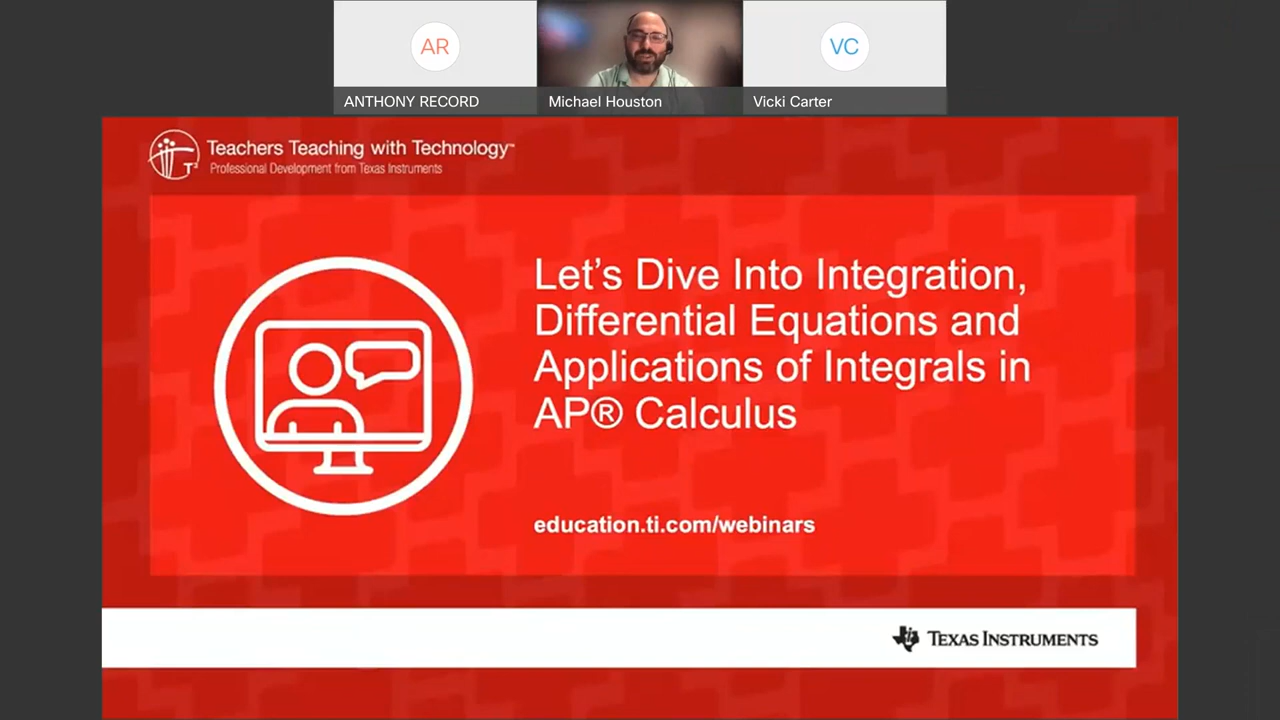 AR
VC
ANTHONY RECORD
Michael Houston
Vicki Carter
T²
Teachers Teaching with Technology™
Professional Development from Texas Instruments
Let's Dive Into Integration,
Differential Equations and
Applications of Integrals in
AP® Calculus
education.ti.com/webinars
TEXAS INSTRUMENTS